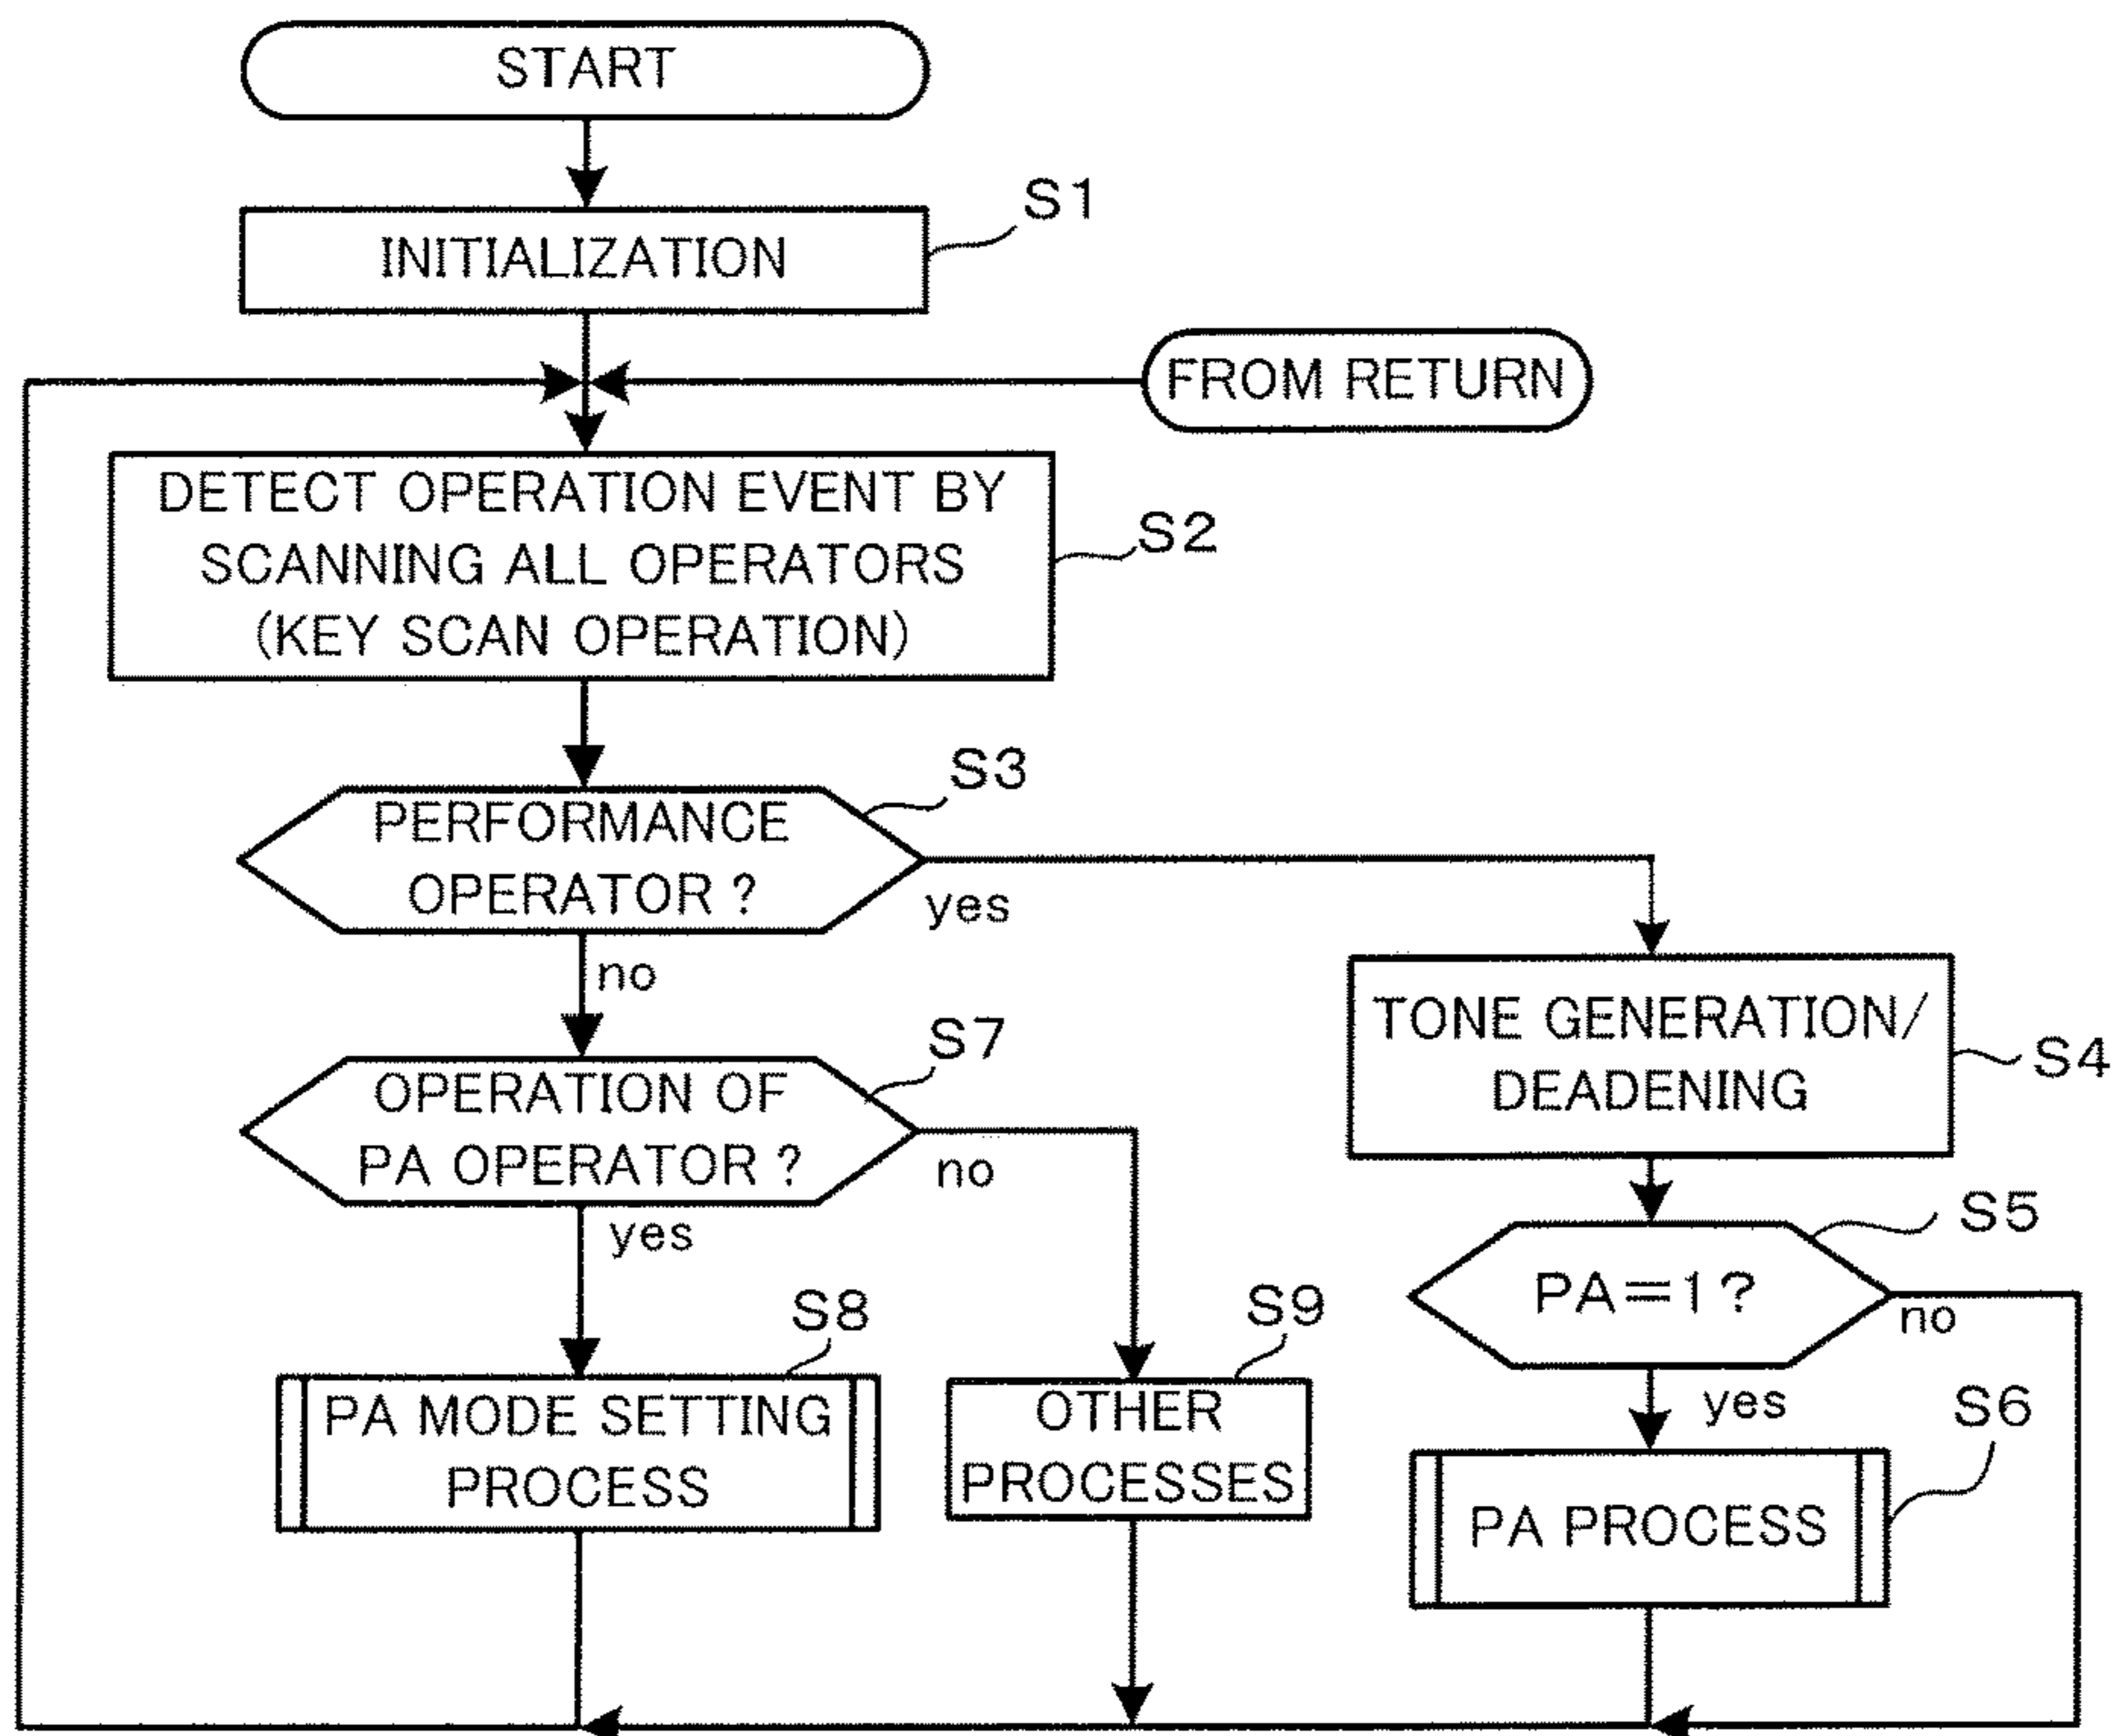 START
S1
INITIALIZATION
FROM RETURN
DETECT OPERATION EVENT BY
SCANNING ALL OPERATORS
(KEY SCAN OPERATION)
S2
S3
PERFORMANCE
OPERATOR ?
yes
no
S7
OPERATION OF
PA OPERATOR ?
no
yes
TONE GENERATION/
DEADENING
S4
S5
PA=1?
no
yes
S8
PA MODE SETTING
PROCESS
S9
OTHER
PROCESSES
S6
PA PROCESS